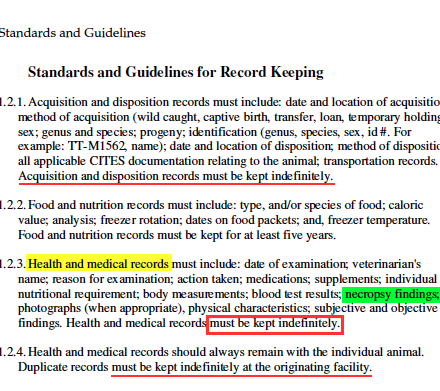 Standards and Guidelines
Standards and Guidelines for Record Keeping
1.2.1. Acquisition and disposition records must include: date and location of acquisitio
method of acquisition (wild caught, captive birth, transfer, loan, temporary holding
sex; genus and species; progeny; identification (genus, species, sex, id #. For
example: TT-M1562, name); date and location of disposition; method of dispositio
all applicable CITES documentation relating to the animal; transportation records.
Acquisition and disposition records must be kept indefinitely.
1.2.2. Food and nutrition records must include: type, and/or species of food; caloric
value; analysis; freezer rotation; dates on food packets; and, freezer temperature.
Food and nutrition records must be kept for at least five years.
1.2.3. Health and medical records must include: date of examination; veterinarian's
name; reason for examination; action taken; medications; supplements; individual
nutritional requirement; body measurements; blood test results; necropsy findings;
photographs (when appropriate), physical characteristics; subjective and objective
findings. Health and medical records must be kept indefinitely.
1.2.4. Health and medical records should always remain with the individual animal.
Duplicate records must be kept indefinitely at the originating facility.